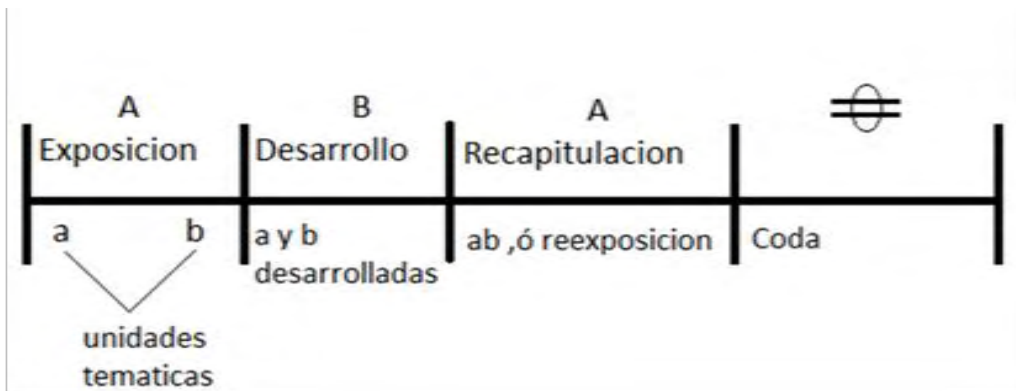 A
Exposicion
a b
unidades
tematicas
B
Desarrollo
a y b
desarrolladas
A
Recapitulacion
ab ,ó reexposicion
Coda